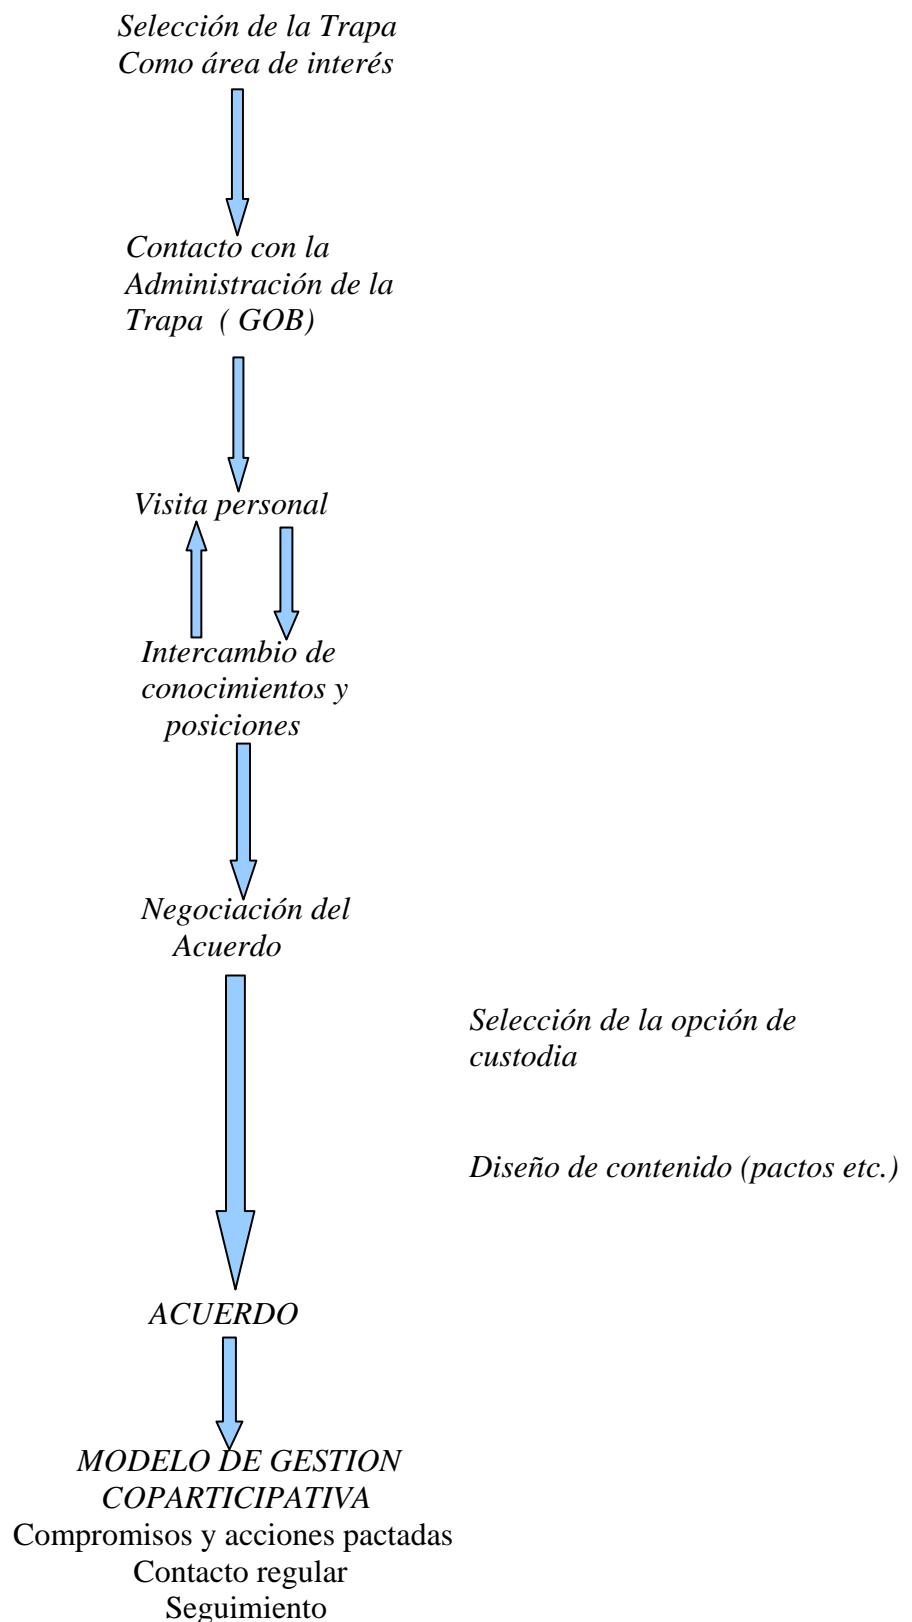 Selección de la Trapa
Como área de interés
Contacto con la
Administración de la
Trapa  ( GOB)
Visita personal
Intercambio de
conocimientos y
posiciones
Negociación del
Acuerdo
Selección de la opción de
custodia
Diseño de contenido (pactos etc.)
ACUERDO
MODELO DE GESTION
COPARTICIPATIVA
Compromisos y acciones pactadas
Contacto regular
Seguimiento